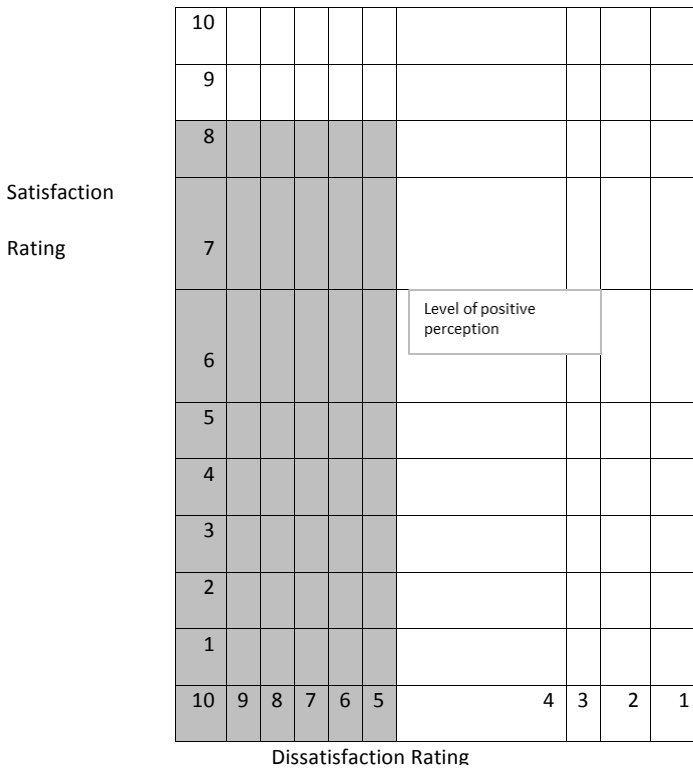 10
9
8
Satisfaction
Rating 7
Level of positive
perception
6
5
4
3
2
1
10 9 8 7 6 5 4 3 2 1
Dissatisfaction Rating